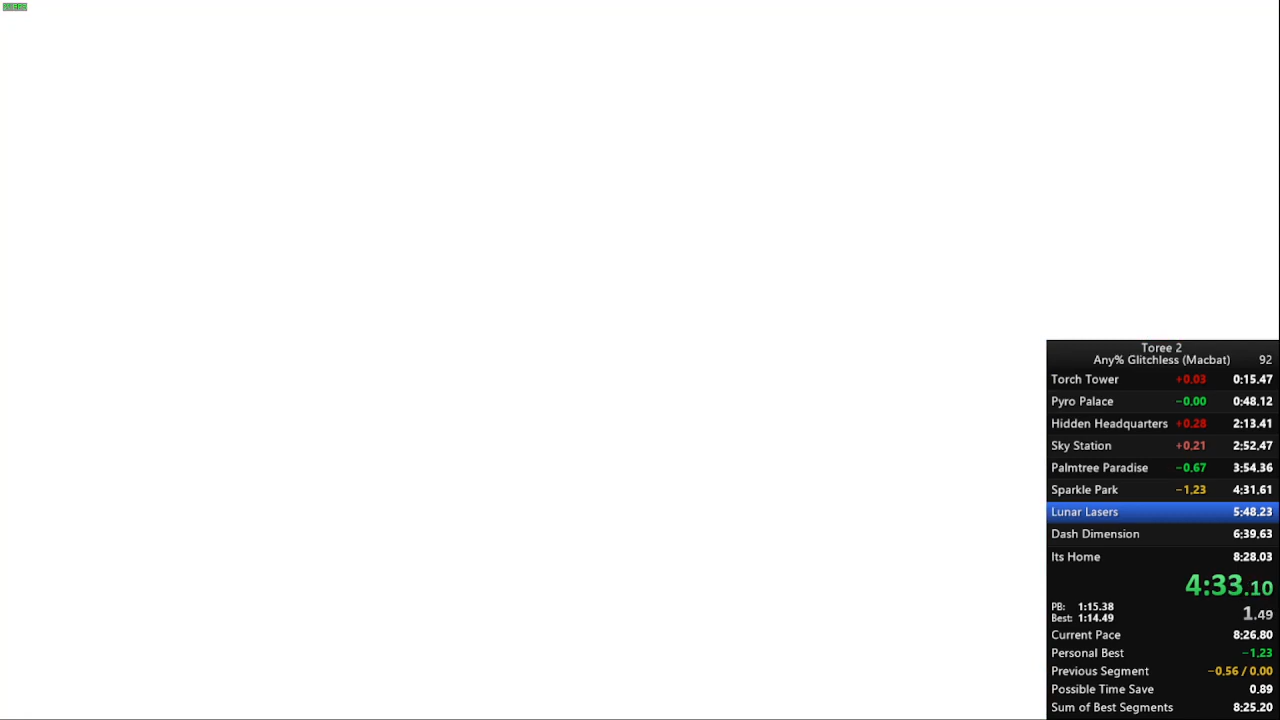 Toree 2
Any% Glitchless (Macbat) 92
Torch Tower +0.03 0:15.47
Pyro Palace −0.00 0:48.12
Hidden Headquarters +0.28 2:13.41
Sky Station +0.21 2:52.47
Palmtree Paradise −0.67 3:54.36
Sparkle Park −1.23 4:31.61
Lunar Lasers 5:48.23
Dash Dimension 6:39.63
Its Home 8:28.03
4:33.10
PB: 1:15.38
Best: 1:14.49
1.49
Current Pace 8:26.80
Personal Best −1.23
Previous Segment −0.56 / 0.00
Possible Time Save 0.89
Sum of Best Segments 8:25.20